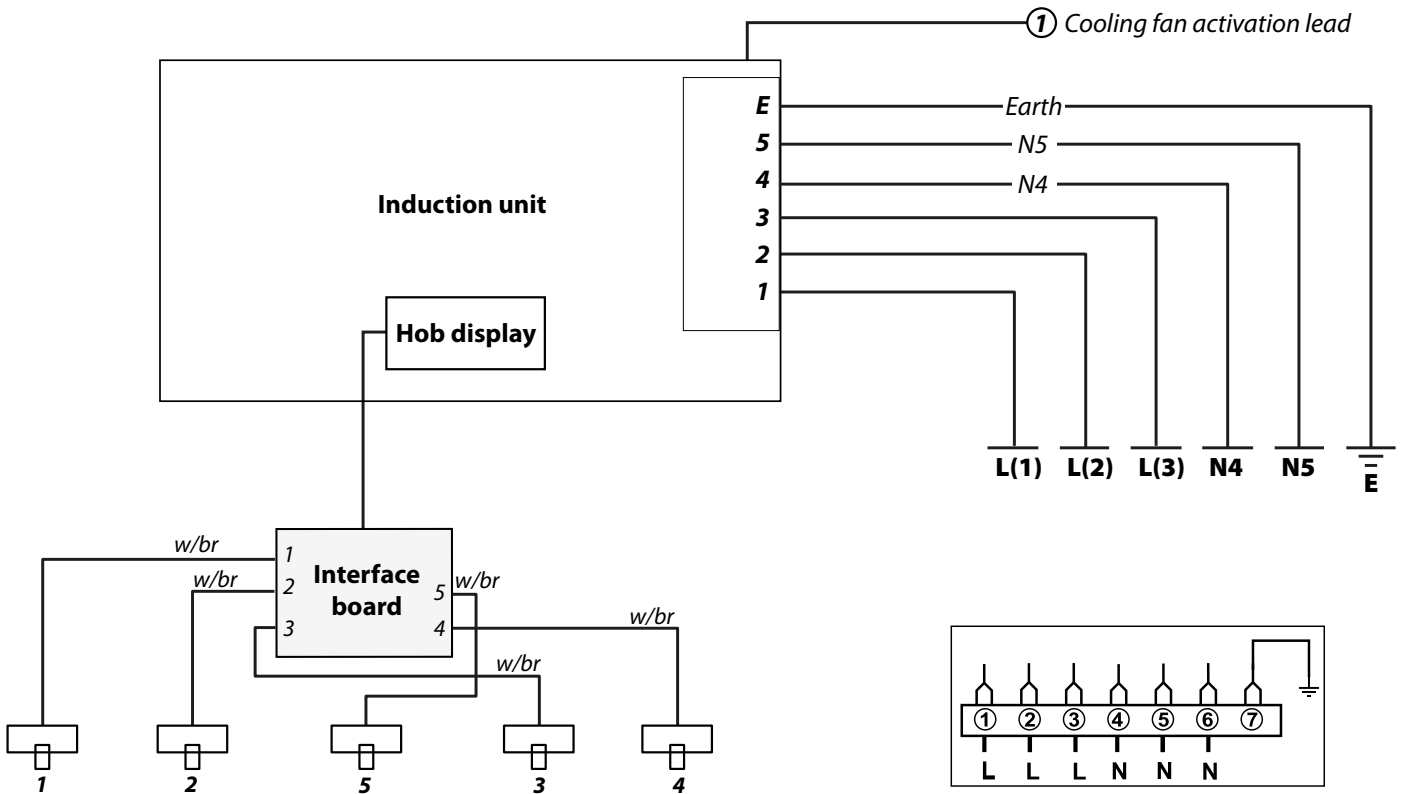 1 Cooling fan activation lead
E
Earth
5
N5
4
N4
Induction unit
3
2
1
Hob display
L(1) L(2) L(3) N4 N5 E
w/br
1
w/br
2
Interface
board
5
w/br
3
4
w/br
w/br
1 2 3 4 5 6 7
L L L N N N
1 2 5 3 4